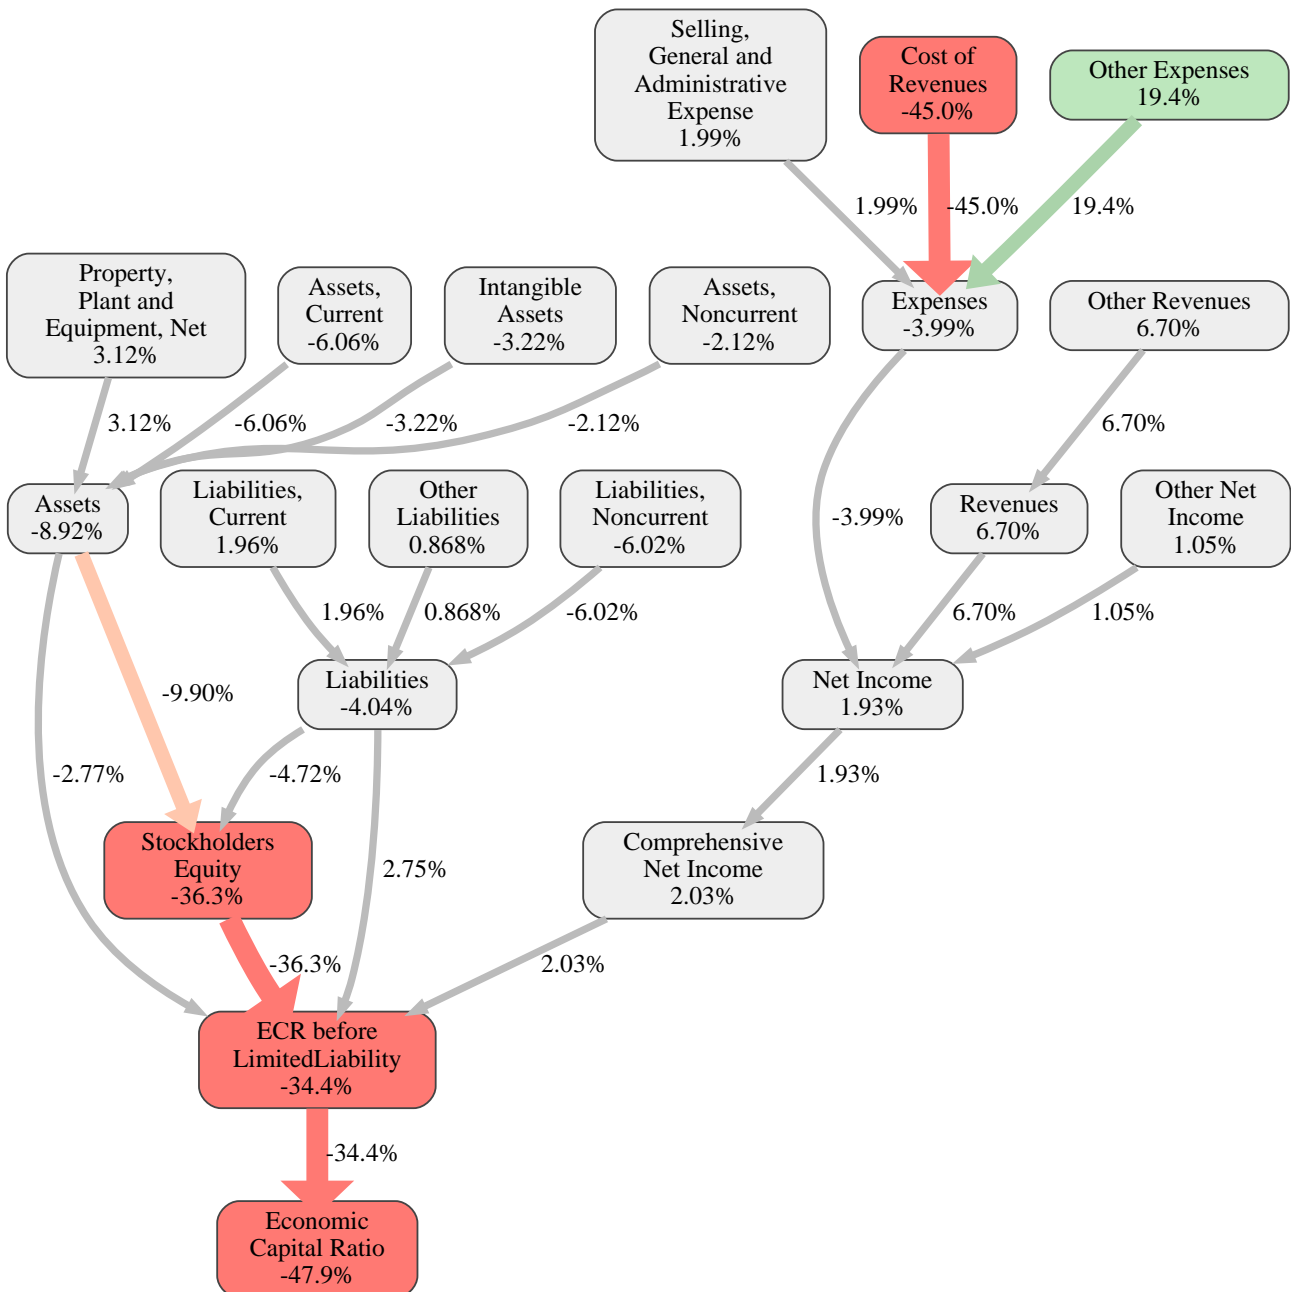 Selling,
General and
Administrative
Expense
1.99%
Cost of
Revenues
-45.0%
Other Expenses
19.4%
1.99%
-45.0%
19.4%
Property,
Plant and
Equipment, Net
3.12%
Assets,
Current
-6.06%
Intangible
Assets
-3.22%
Assets,
Noncurrent
-2.12%
Expenses
-3.99%
Other Revenues
6.70%
3.12%
-6.06%
-3.22%
-2.12%
6.70%
Assets
-8.92%
Liabilities,
Current
1.96%
Other
Liabilities
0.868%
Liabilities,
Noncurrent
-6.02%
-3.99%
Revenues
6.70%
Other Net
Income
1.05%
1.96%
0.868%
-6.02%
6.70%
1.05%
-9.90%
Liabilities
-4.04%
Net Income
1.93%
-2.77%
-4.72%
1.93%
Stockholders
Equity
-36.3%
2.75%
Comprehensive
Net Income
2.03%
-36.3%
2.03%
ECR before
LimitedLiability
-34.4%
-34.4%
Economic
Capital Ratio
-47.9%